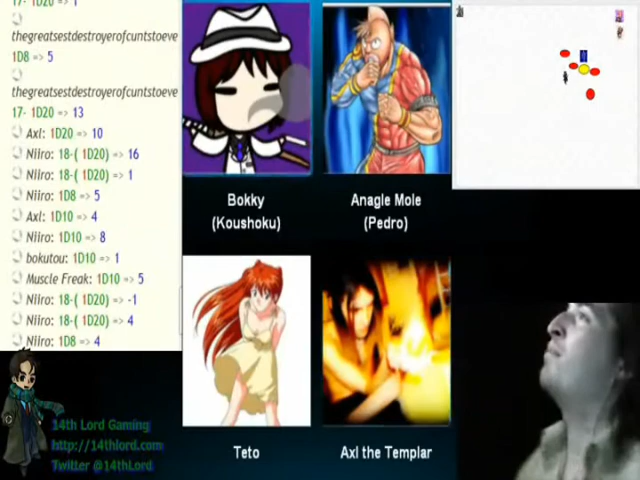 17- 1D20 => 1
thegreatsestdestroyerofcuntstoeve
1D8 => 5
thegreatsestdestroyerofcuntstoeve
17- 1D20 => 13
Axl: 1D20 => 10
Niiro: 18-( 1D20) => 16
Niiro: 18-( 1D20) => 1
Niiro: 1D8 => 5
Axl: 1D10 => 4
Niiro: 1D10 => 8
bokutou: 1D10 => 1
Muscle Freak: 1D10 => 5
Niiro: 18-( 1D20) => -1
Niiro: 18-( 1D20) => 4
Niiro: 1D8 => 4
Bokky
(Koushoku)
Anagle Mole
(Pedro)
Teto
Axl the Templar
14th Lord Gaming
http://14thlord.com
Twitter @14thLord